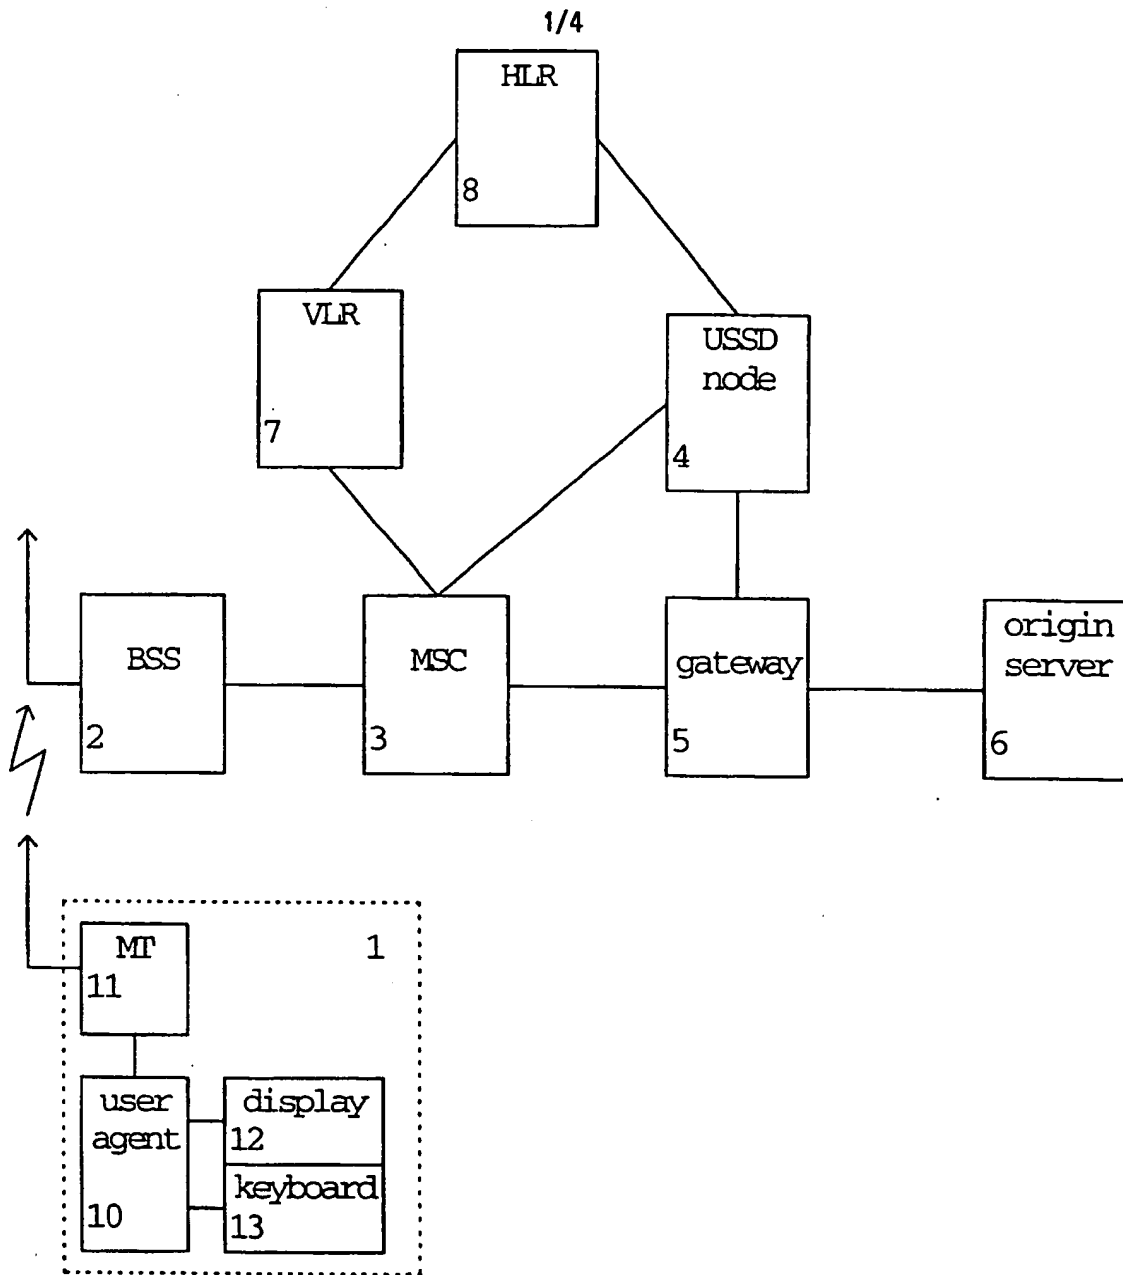 1/4
HLR
8
VLR
7
USSD
node
4
BSS
2
MSC
3
gateway
5
origin
server
6
1
MT
11
user
agent
10
display
12
keyboard
13